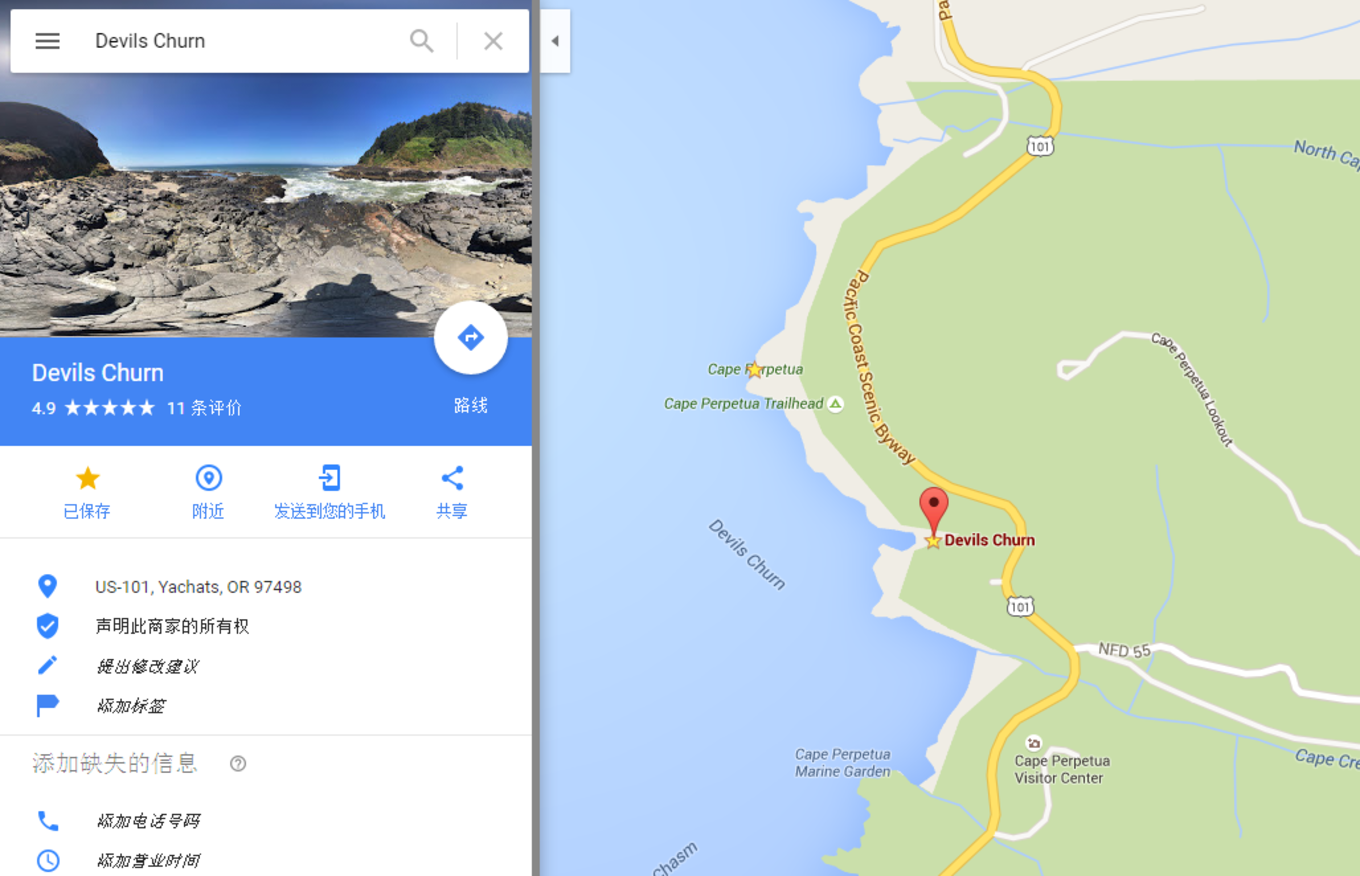 Devils Churn
Devils Churn
4.9
11 条评价
路线
已保存
附近
发送到您的手机
共享
US-101, Yachats, OR 97498
声明此商家的所有权
提出修改建议
添加标签
添加缺失的信息
添加电话号码
添加营业时间
Pa
101
North Ca
Pacific Coast Scenic Byway
Cape Perpetua Lookout
Cape Perpetua
Cape Perpetua Trailhead
Devils Churn
Devils Churn
101
NFD 55
Cape Perpetua
Marine Garden
Cape Perpetua
Visitor Center
Cape Cre
Chasm